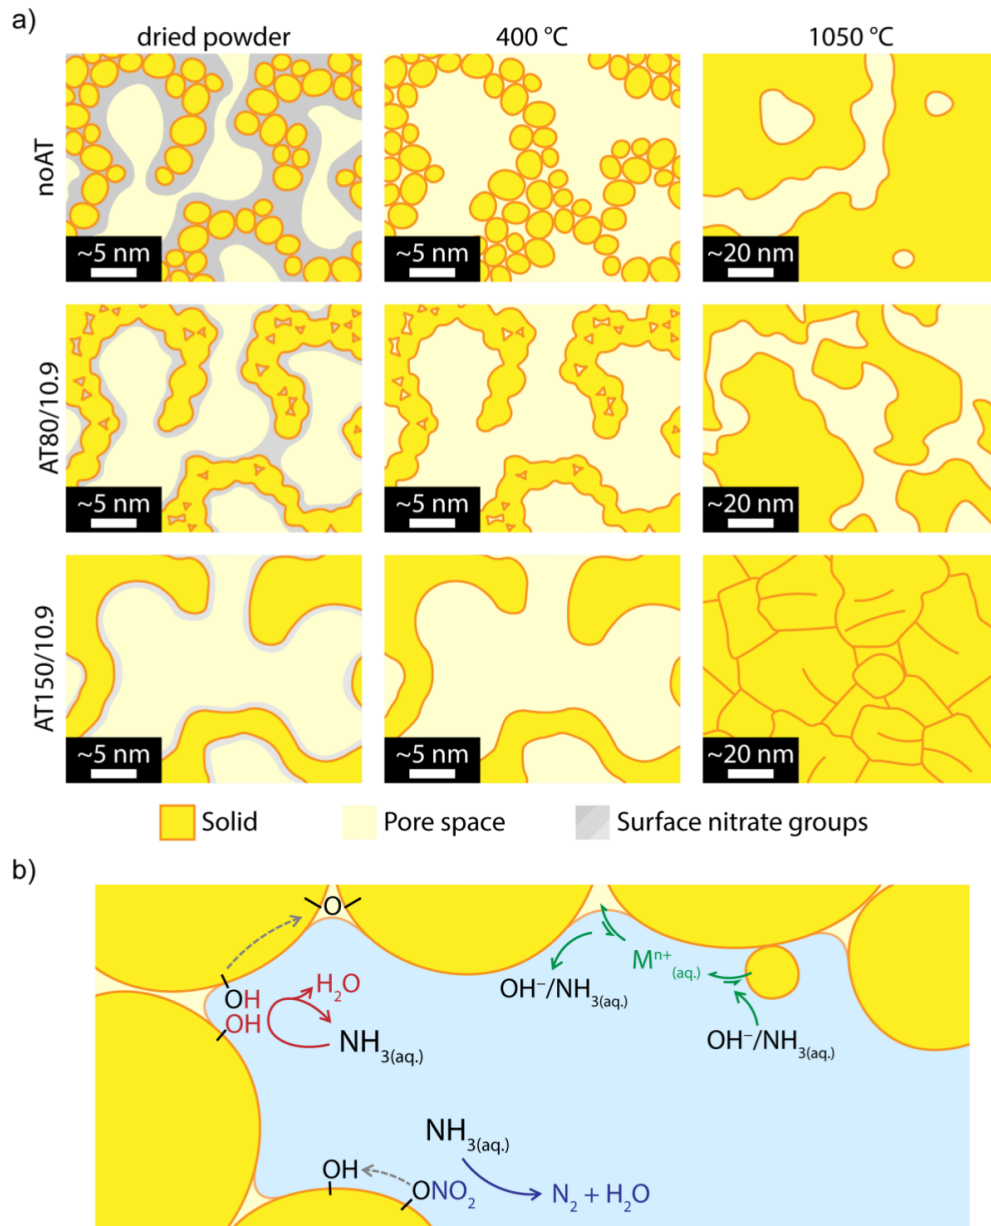 a)
dried powder 400 °C 1050 °C
noAT
~5 nm ~5 nm ~20 nm
AT80/10.9
~5 nm ~5 nm ~20 nm
AT150/10.9
~5 nm ~5 nm ~20 nm
Solid Pore space Surface nitrate groups
b)
O
OH
OH
H₂O
NH₃(aq.)
OH⁻/NH₃(aq.)
Mⁿ⁺(aq.)
OH⁻/NH₃(aq.)
NH₃(aq.)
OH
ONO₂
N₂ + H₂O